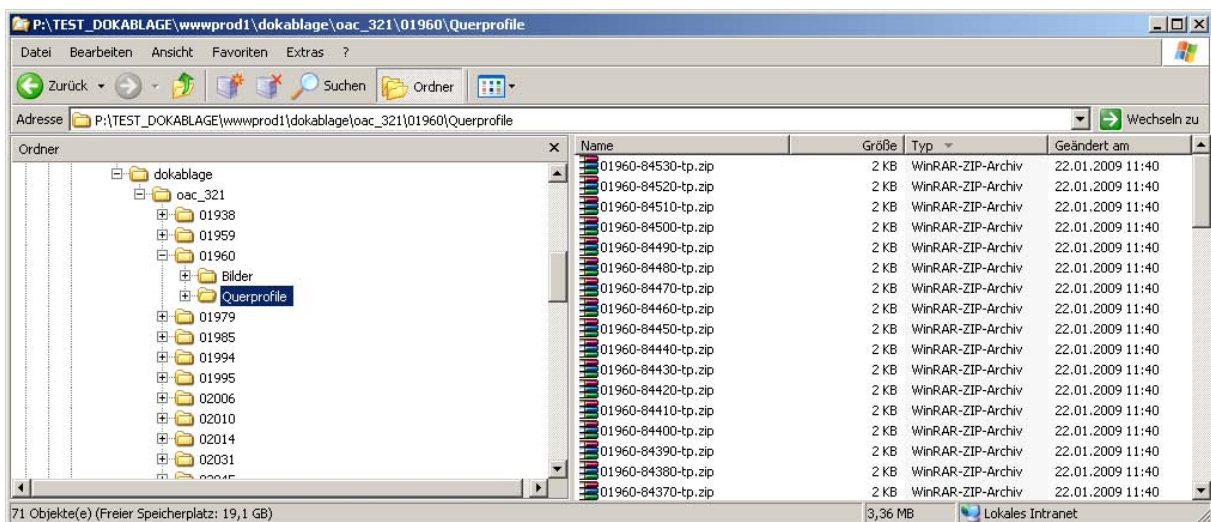 P:\TEST_DOKABLAGE\wwwprod1\dokablage\oac_321\01960\Querprofile
Datei Bearbeiten Ansicht Favoriten Extras ?
Zurück Suchen Ordner
Adresse P:\TEST_DOKABLAGE\wwwprod1\dokablage\oac_321\01960\Querprofile Wechseln zu
Ordner
dokablage
oac_321
01938
01959
01960
Bilder
Querprofile
01979
01985
01994
01995
02006
02010
02014
02031
Name Größe Typ Geändert am
01960-84530-tp.zip 2 KB WinRAR-ZIP-Archiv 22.01.2009 11:40
01960-84520-tp.zip 2 KB WinRAR-ZIP-Archiv 22.01.2009 11:40
01960-84510-tp.zip 2 KB WinRAR-ZIP-Archiv 22.01.2009 11:40
01960-84500-tp.zip 2 KB WinRAR-ZIP-Archiv 22.01.2009 11:40
01960-84490-tp.zip 2 KB WinRAR-ZIP-Archiv 22.01.2009 11:40
01960-84480-tp.zip 2 KB WinRAR-ZIP-Archiv 22.01.2009 11:40
01960-84470-tp.zip 2 KB WinRAR-ZIP-Archiv 22.01.2009 11:40
01960-84460-tp.zip 2 KB WinRAR-ZIP-Archiv 22.01.2009 11:40
01960-84450-tp.zip 2 KB WinRAR-ZIP-Archiv 22.01.2009 11:40
01960-84440-tp.zip 2 KB WinRAR-ZIP-Archiv 22.01.2009 11:40
01960-84430-tp.zip 2 KB WinRAR-ZIP-Archiv 22.01.2009 11:40
01960-84420-tp.zip 2 KB WinRAR-ZIP-Archiv 22.01.2009 11:40
01960-84410-tp.zip 2 KB WinRAR-ZIP-Archiv 22.01.2009 11:40
01960-84400-tp.zip 2 KB WinRAR-ZIP-Archiv 22.01.2009 11:40
01960-84390-tp.zip 2 KB WinRAR-ZIP-Archiv 22.01.2009 11:40
01960-84380-tp.zip 2 KB WinRAR-ZIP-Archiv 22.01.2009 11:40
01960-84370-tp.zip 2 KB WinRAR-ZIP-Archiv 22.01.2009 11:40
71 Objekte(e) (Freier Speicherplatz: 19,1 GB) 3,36 MB Lokales Intranet